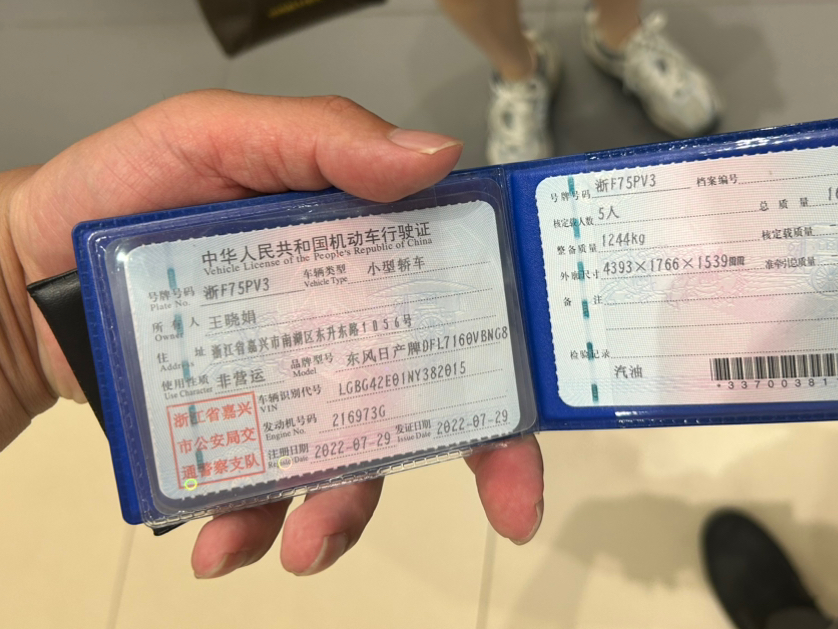 中华人民共和国机动车行驶证
Vehicle License of the People's Republic of China
号牌号码 浙F75PV3 车辆类型 小型轿车
Plate No. Vehicle Type
所有人 王晓娟
Owner
住址 浙江省嘉兴市南湖区东升东路1056号
Address
使用性质 非营运 品牌型号 东风日产牌DFL7160VBNG8
Use Character Model
车辆识别代号 LGBG42E01NY382015
VIN
发动机号码 216973G
Engine No.
注册日期 2022-07-29 发证日期 2022-07-29
Register Date Issue Date
浙江省嘉兴
市公安局交
通警察支队
号牌号码 浙F75PV3 档案编号
核定载人数 5人 总质量
整备质量 1244kg 核定载质量
外廓尺寸 4393×1766×1539 准牵引总质量
备注
检验记录
汽油